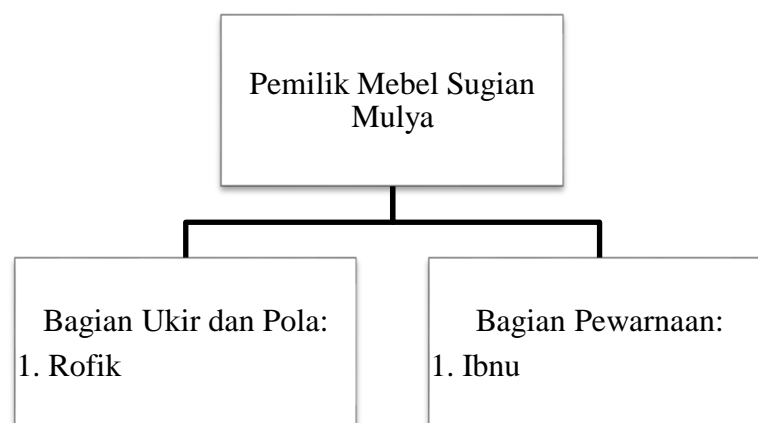 Pemilik Mebel Sugian
Mulya
Bagian Ukir dan Pola:
1. Rofik
Bagian Pewarnaan:
1. Ibnu